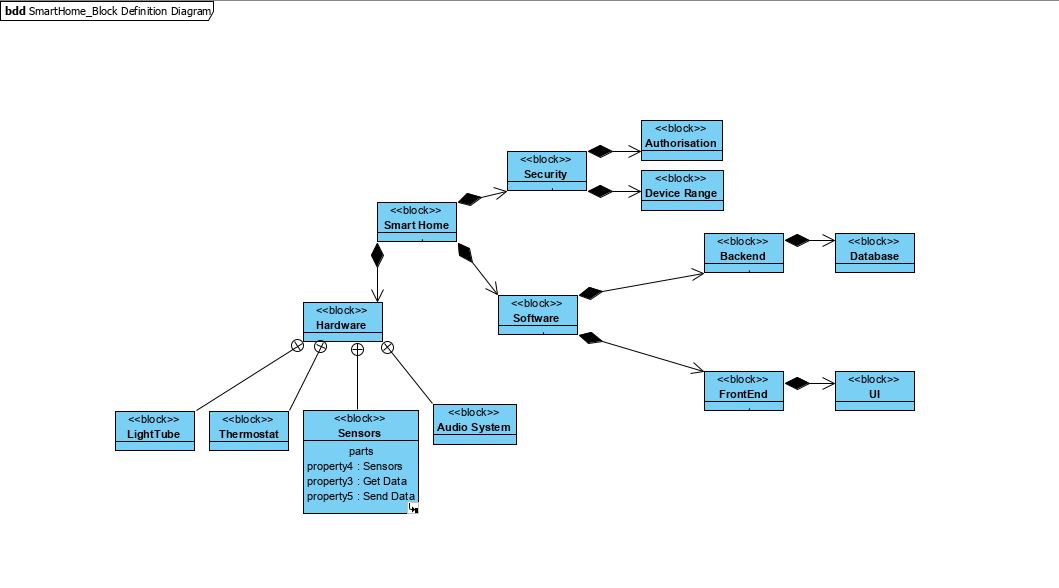 bdd SmartHome_Block Definition Diagram
<<block>>
Authorisation
<<block>>
Security
<<block>>
Device Range
<<block>>
Smart Home
<<block>>
Backend
<<block>>
Database
<<block>>
Software
<<block>>
Hardware
<<block>>
FrontEnd
<<block>>
UI
<<block>>
LightTube
<<block>>
Thermostat
<<block>>
Sensors
parts
property4 : Sensors
property3 : Get Data
property5 : Send Data
<<block>>
Audio System